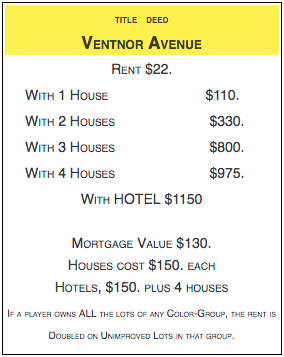 TITLE DEED
VENTNOR AVENUE
RENT $22.
WITH 1 HOUSE $110.
WITH 2 HOUSES $330.
WITH 3 HOUSES $800.
WITH 4 HOUSES $975.
WITH HOTEL $1150
MORTGAGE VALUE $130.
HOUSES COST $150. EACH
HOTELS, $150. PLUS 4 HOUSES
IF A PLAYER OWNS ALL THE LOTS OF ANY COLOR-GROUP, THE RENT IS
DOUBLED ON UNIMPROVED LOTS IN THAT GROUP.